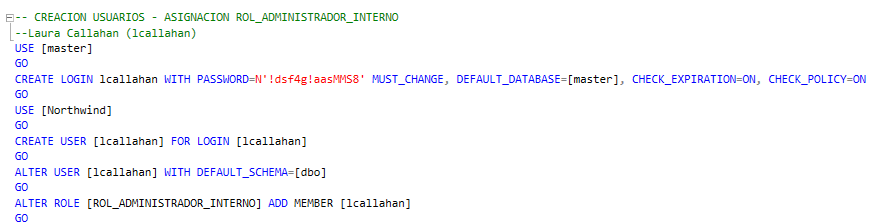 -- CREACION USUARIOS - ASIGNACION ROL_ADMINISTRADOR_INTERNO
--Laura Callahan (lcallahan)
USE [master]
GO
CREATE LOGIN lcallahan WITH PASSWORD=N'!dsf4g!aasMMS8' MUST_CHANGE, DEFAULT_DATABASE=[master], CHECK_EXPIRATION=ON, CHECK_POLICY=ON
GO
USE [Northwind]
GO
CREATE USER [lcallahan] FOR LOGIN [lcallahan]
GO
ALTER USER [lcallahan] WITH DEFAULT_SCHEMA=[dbo]
GO
ALTER ROLE [ROL_ADMINISTRADOR_INTERNO] ADD MEMBER [lcallahan]
GO